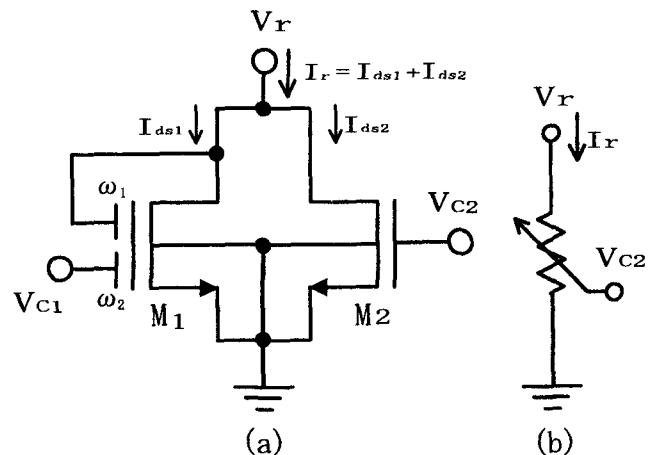 Vr
Ir = Ids1 + Ids2
Ids1
Ids2
ω1
VC2
VC1
ω2
M1
M2
(a)
Vr
Ir
VC2
(b)